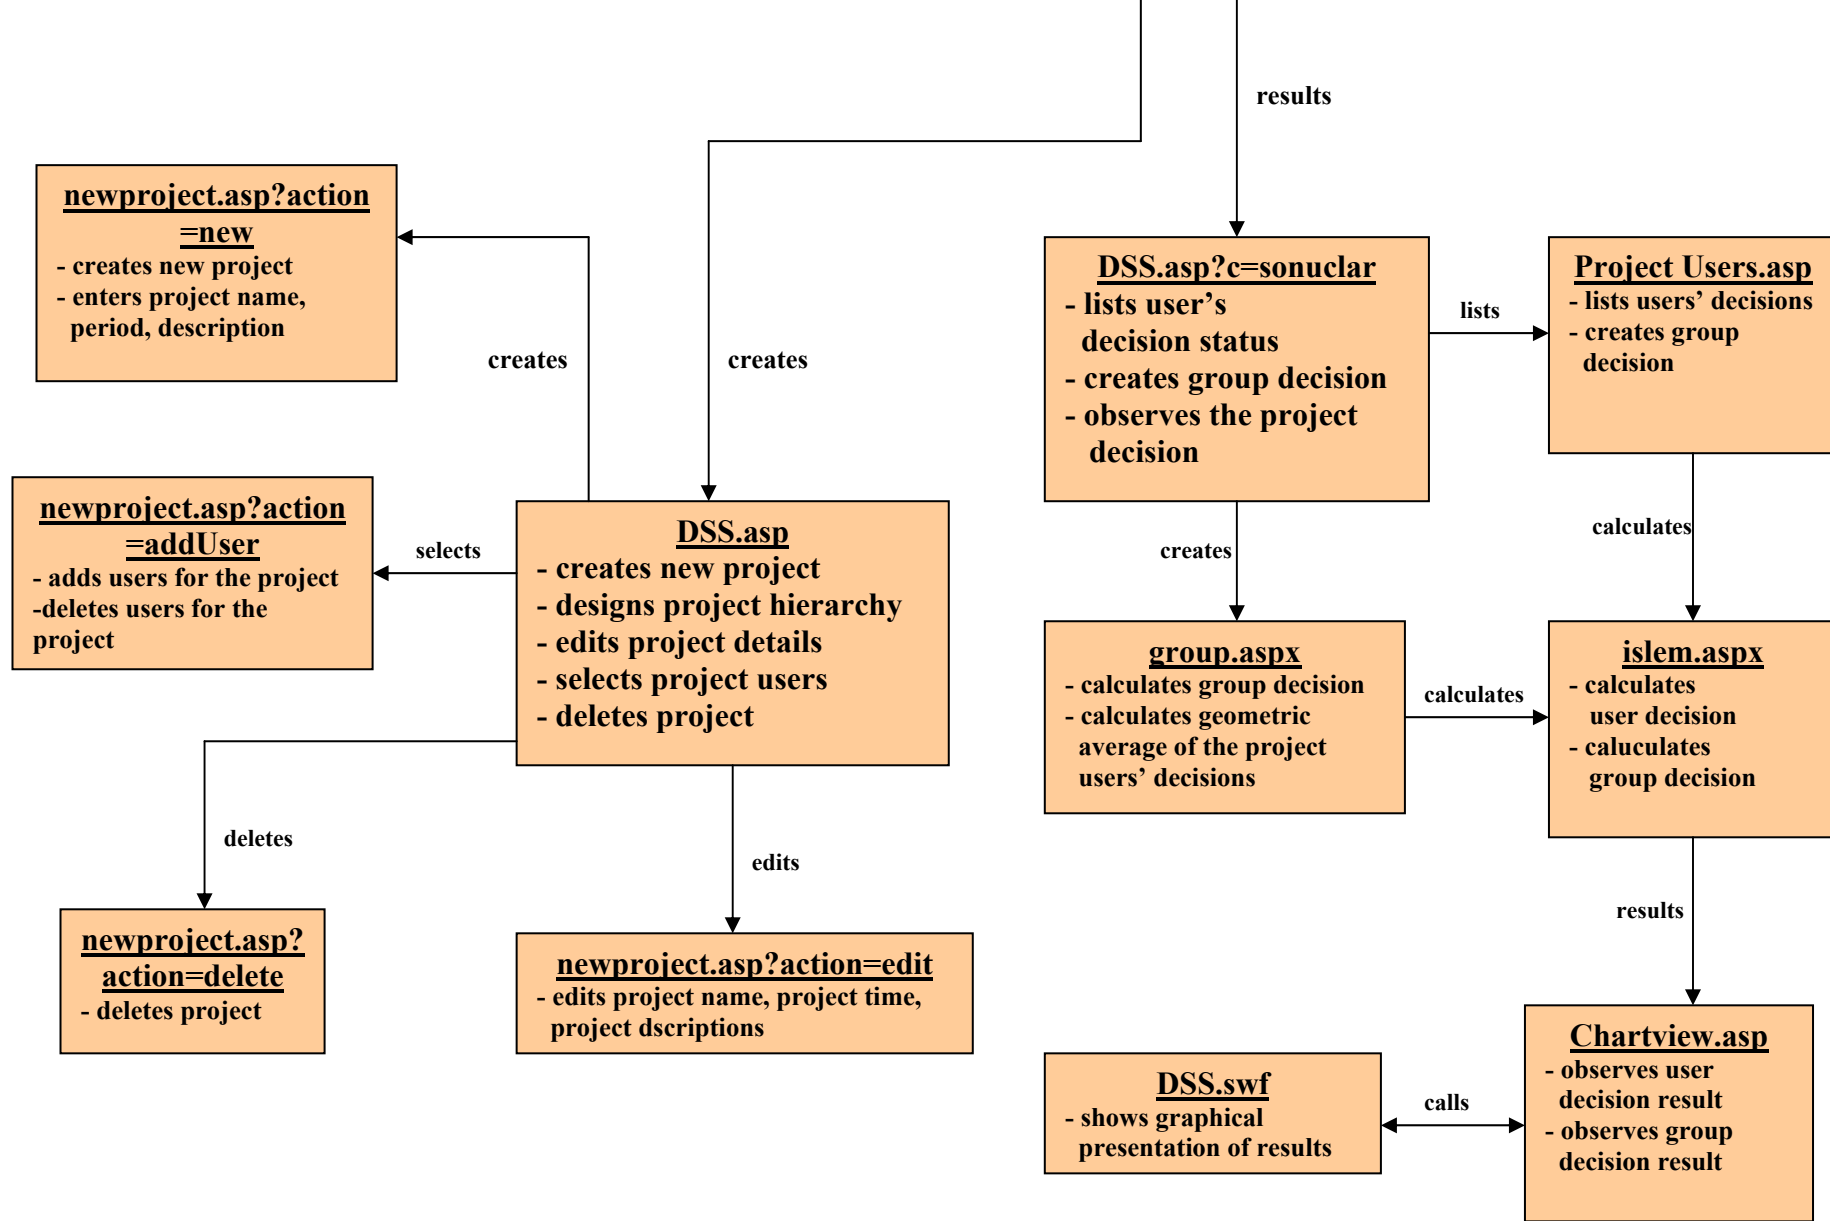 results
newproject.asp?action
=new
- creates new project
- enters project name,
period, description
creates
creates
DSS.asp?c=sonuclar
- lists user’s
decision status
- creates group decision
- observes the project
decision
lists
Project Users.asp
- lists users’ decisions
- creates group
decision
newproject.asp?action
=addUser
- adds users for the project
-deletes users for the
project
selects
DSS.asp
- creates new project
- designs project hierarchy
- edits project details
- selects project users
- deletes project
creates
calculates
group.aspx
- calculates group decision
- calculates geometric
average of the project
users’ decisions
calculates
islem.aspx
- calculates
user decision
- caluculates
group decision
deletes
edits
results
newproject.asp?
action=delete
- deletes project
newproject.asp?action=edit
- edits project name, project time,
project dscriptions
DSS.swf
- shows graphical
presentation of results
calls
Chartview.asp
- observes user
decision result
- observes group
decision result